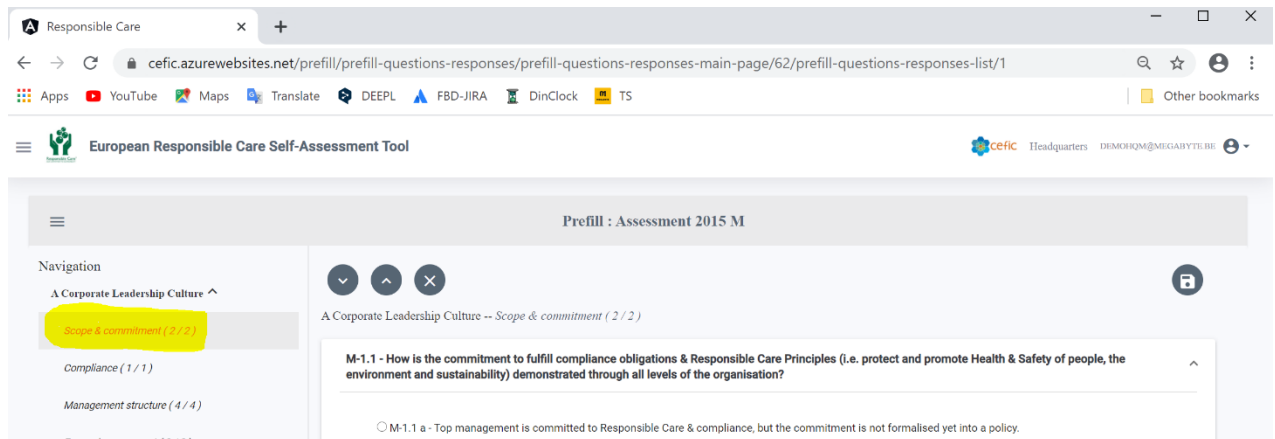 Responsible Care
cefic.azurewebsites.net/prefill/prefill-questions-responses/prefill-questions-responses-main-page/62/prefill-questions-responses-list/1
Apps YouTube Maps Translate DEEPL FBD-JIRA DinClock TS Other bookmarks
European Responsible Care Self-Assessment Tool
cefic Headquarters DEMOHQM@MEGABYTE.BE
Prefill : Assessment 2015 M
Navigation
A Corporate Leadership Culture
Scope & commitment ( 2 / 2 )
Compliance ( 1 / 1 )
Management structure ( 4 / 4 )
A Corporate Leadership Culture -- Scope & commitment ( 2 / 2 )
M-1.1 - How is the commitment to fulfill compliance obligations & Responsible Care Principles (i.e. protect and promote Health & Safety of people, the
environment and sustainability) demonstrated through all levels of the organisation?
M-1.1 a - Top management is committed to Responsible Care & compliance, but the commitment is not formalised yet into a policy.